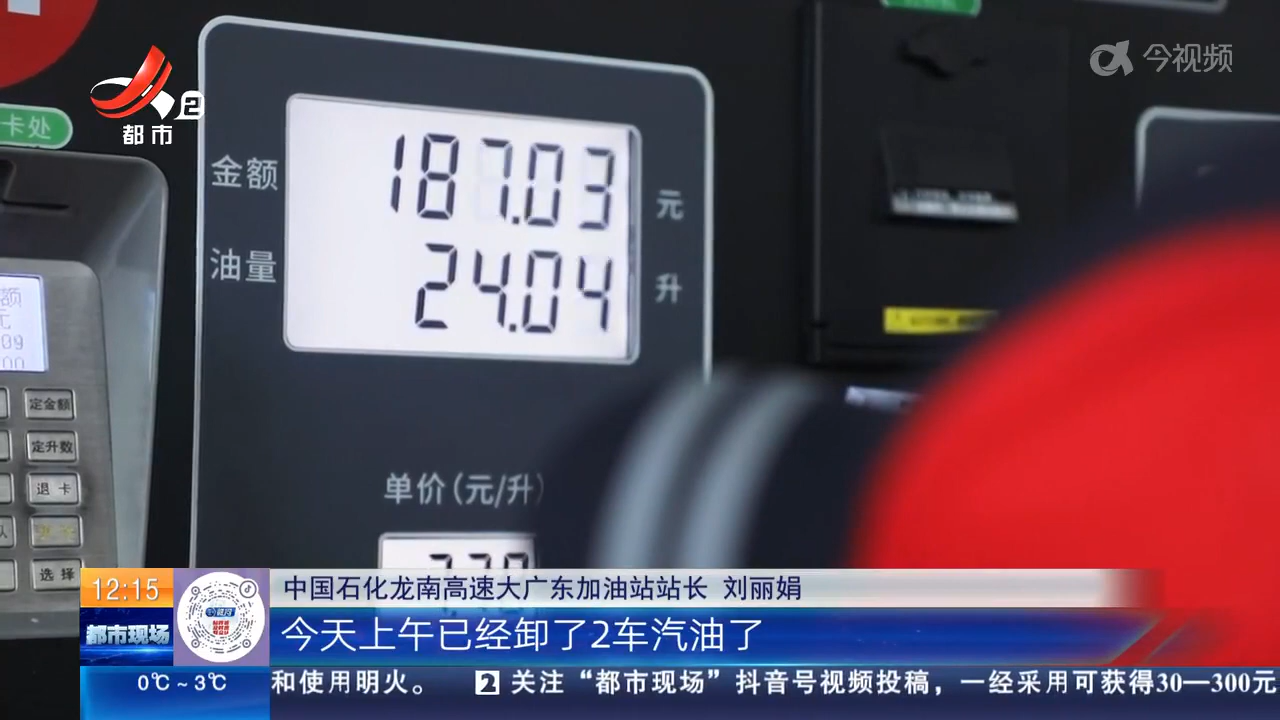 今视频
2
都市
卡处
金额
187.03
元
油量
24.04
升
额
元
09
00
定金额
定升数
退 卡
选 择
单价(元/升)
12:15
中国石化龙南高速大广东加油站站长 刘丽娟
都市现场
今天上午已经卸了2车汽油了
0℃~3℃
和使用明火。 2 关注“都市现场”抖音号视频投稿，一经采用可获得30—300元